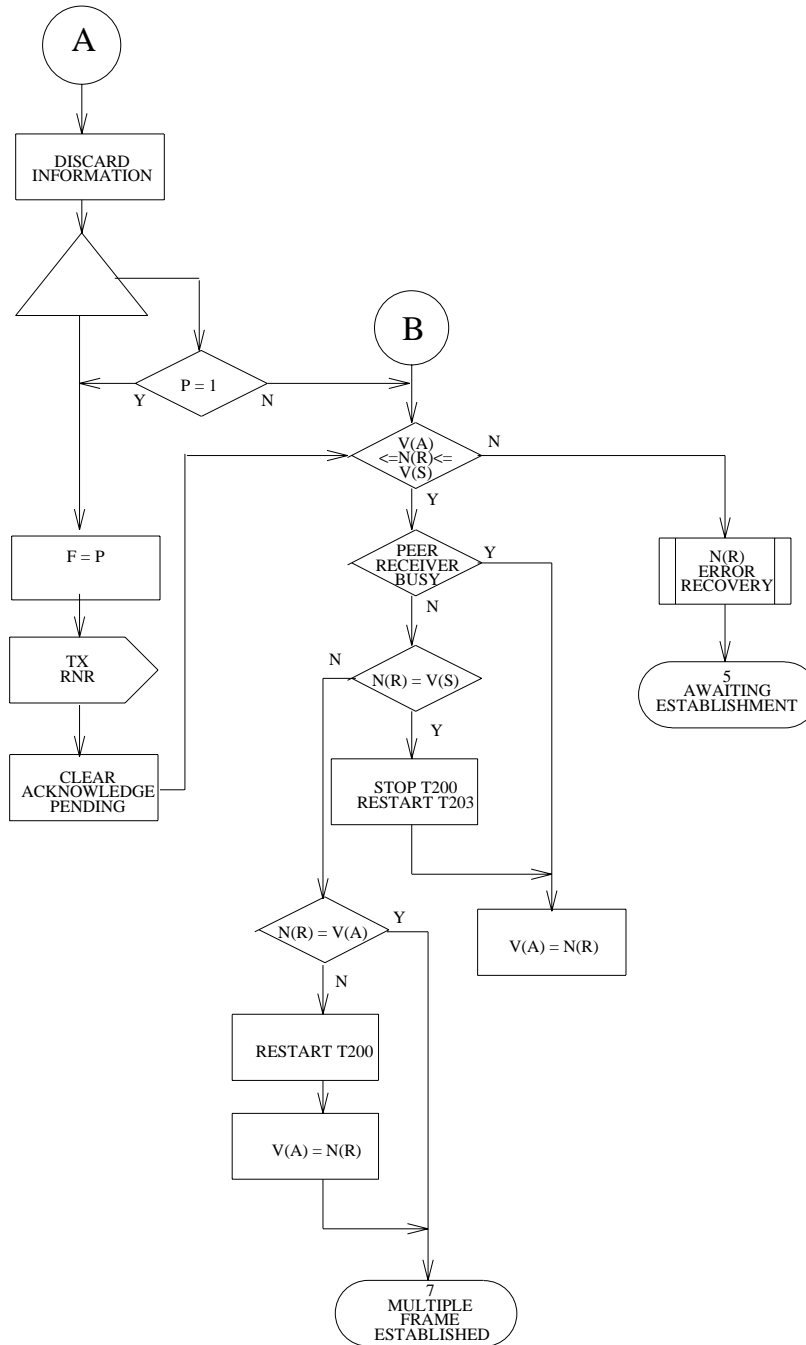 A
DISCARD
INFORMATION
B
P = 1
Y
N
V(A)
<=N(R)<=
V(S)
N
Y
F = P
PEER
RECEIVER
BUSY
Y
N
N(R)
ERROR
RECOVERY
TX
RNR
N
N(R) = V(S)
Y
5
AWAITING
ESTABLISHMENT
CLEAR
ACKNOWLEDGE
PENDING
STOP T200
RESTART T203
N(R) = V(A)
Y
N
V(A) = N(R)
RESTART T200
V(A) = N(R)
7
MULTIPLE
FRAME
ESTABLISHED